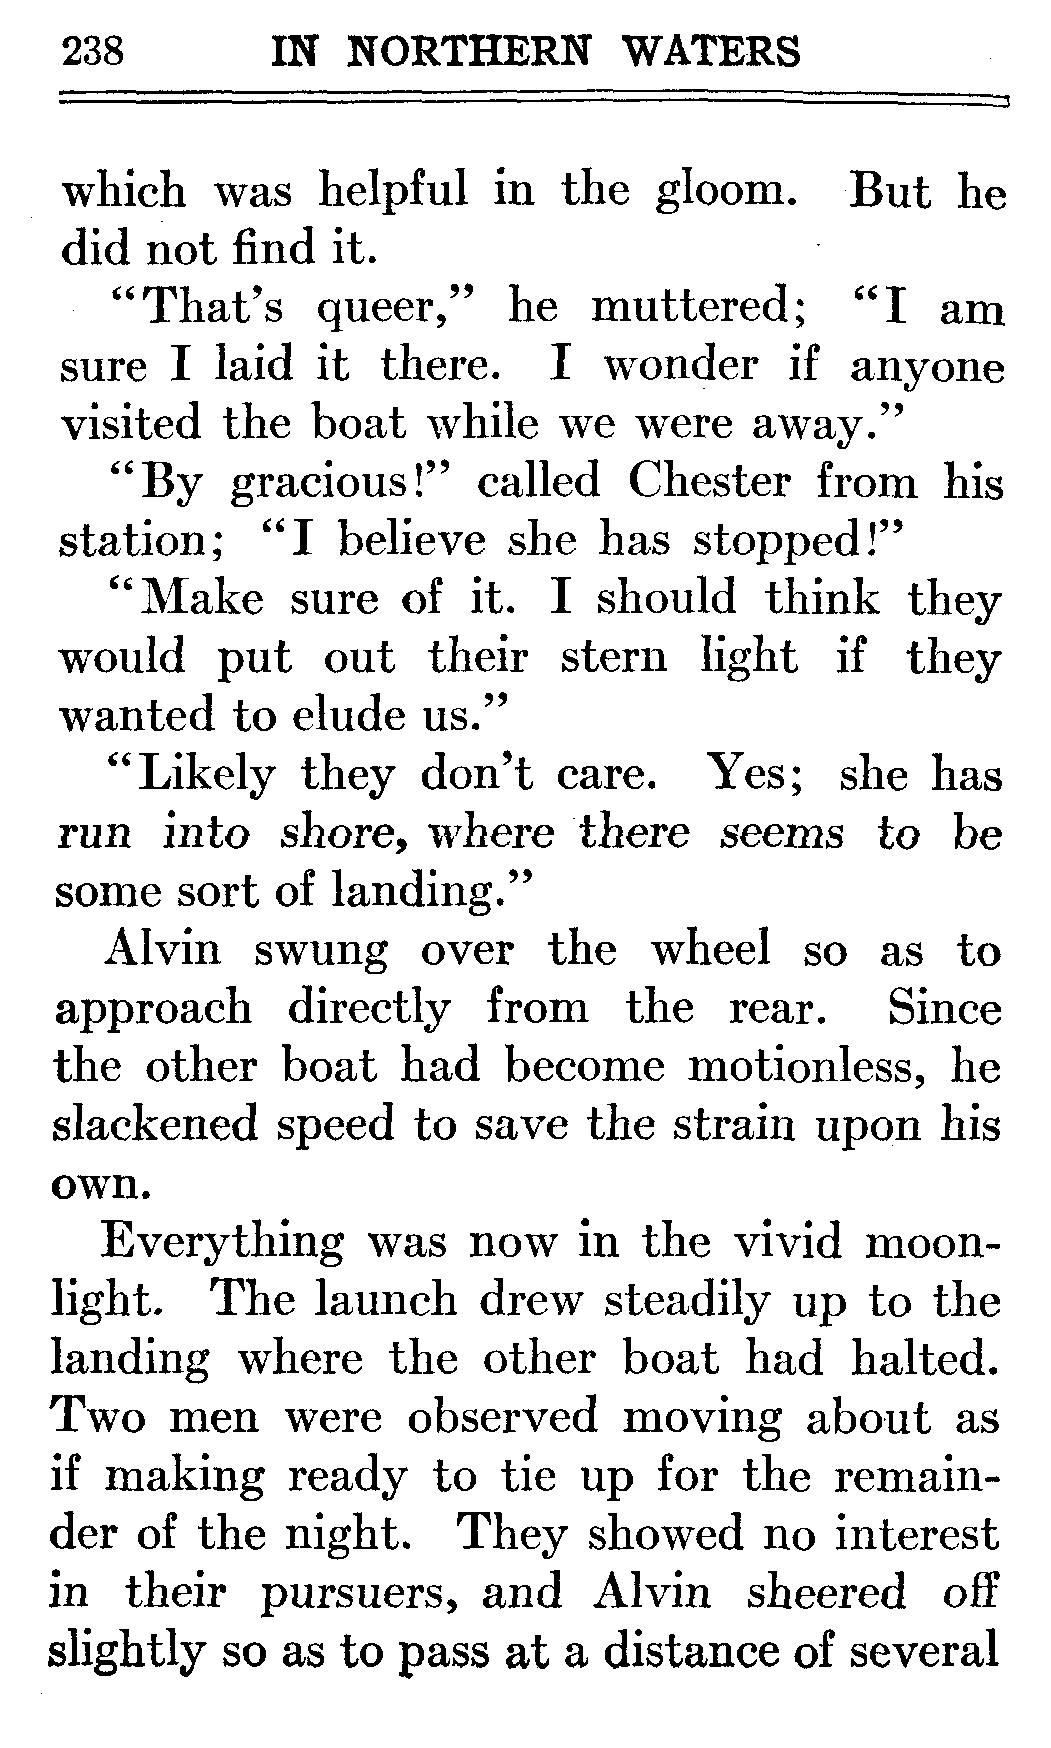 238 IN NORTHERN WATERS
which was helpful in the gloom. But he
did not find it.
"That's queer," he muttered; "I am
sure I laid it there. I wonder if anyone
visited the boat while we were away."
"By gracious!" called Chester from his
station; "I believe she has stopped!"
"Make sure of it. I should think they
would put out their stern light if they
wanted to elude us."
"Likely they don't care. Yes; she has
run into shore, where there seems to be
some sort of landing."
Alvin swung over the wheel so as to
approach directly from the rear. Since
the other boat had become motionless, he
slackened speed to save the strain upon his
own.
Everything was now in the vivid moon-
light. The launch drew steadily up to the
landing where the other boat had halted.
Two men were observed moving about as
if making ready to tie up for the remain-
der of the night. They showed no interest
in their pursuers, and Alvin sheered off
slightly so as to pass at a distance of several